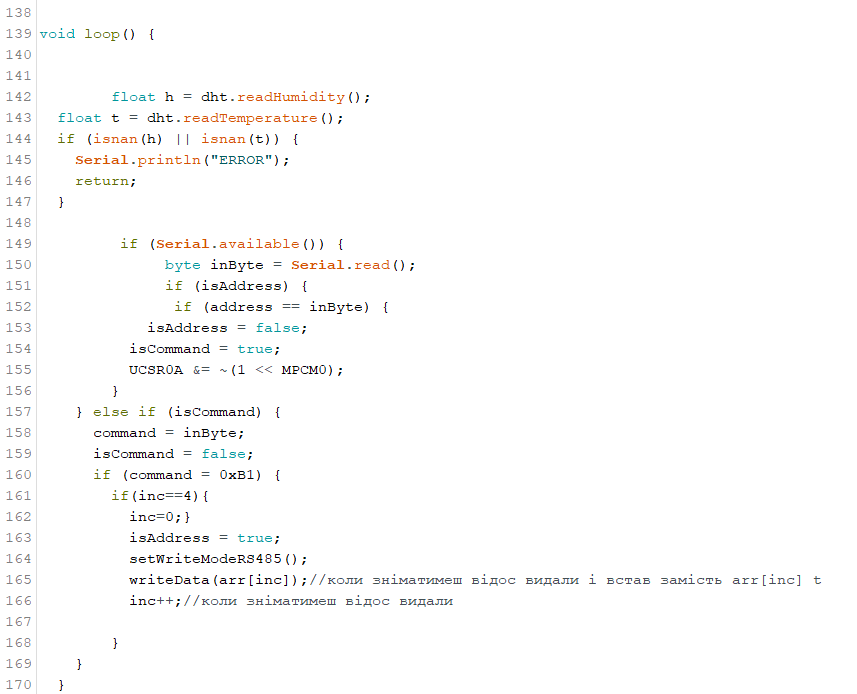 138
139 void loop() {
140
141
142 float h = dht.readHumidity();
143 float t = dht.readTemperature();
144 if (isnan(h) || isnan(t)) {
145 Serial.println("ERROR");
146 return;
147 }
148
149 if (Serial.available()) {
150 byte inByte = Serial.read();
151 if (isAddress) {
152 if (address == inByte) {
153 isAddress = false;
154 isCommand = true;
155 UCSR0A &= ~(1 << MPCM0);
156 }
157 } else if (isCommand) {
158 command = inByte;
159 isCommand = false;
160 if (command = 0xB1) {
161 if(inc==4){
162 inc=0;}
163 isAddress = true;
164 setWriteModeRS485();
165 writeData(arr[inc]);//коли зніматимеш відос видали і встав замість arr[inc] t
166 inc++;//коли зніматимеш відос видали
167
168 }
169 }
170 }